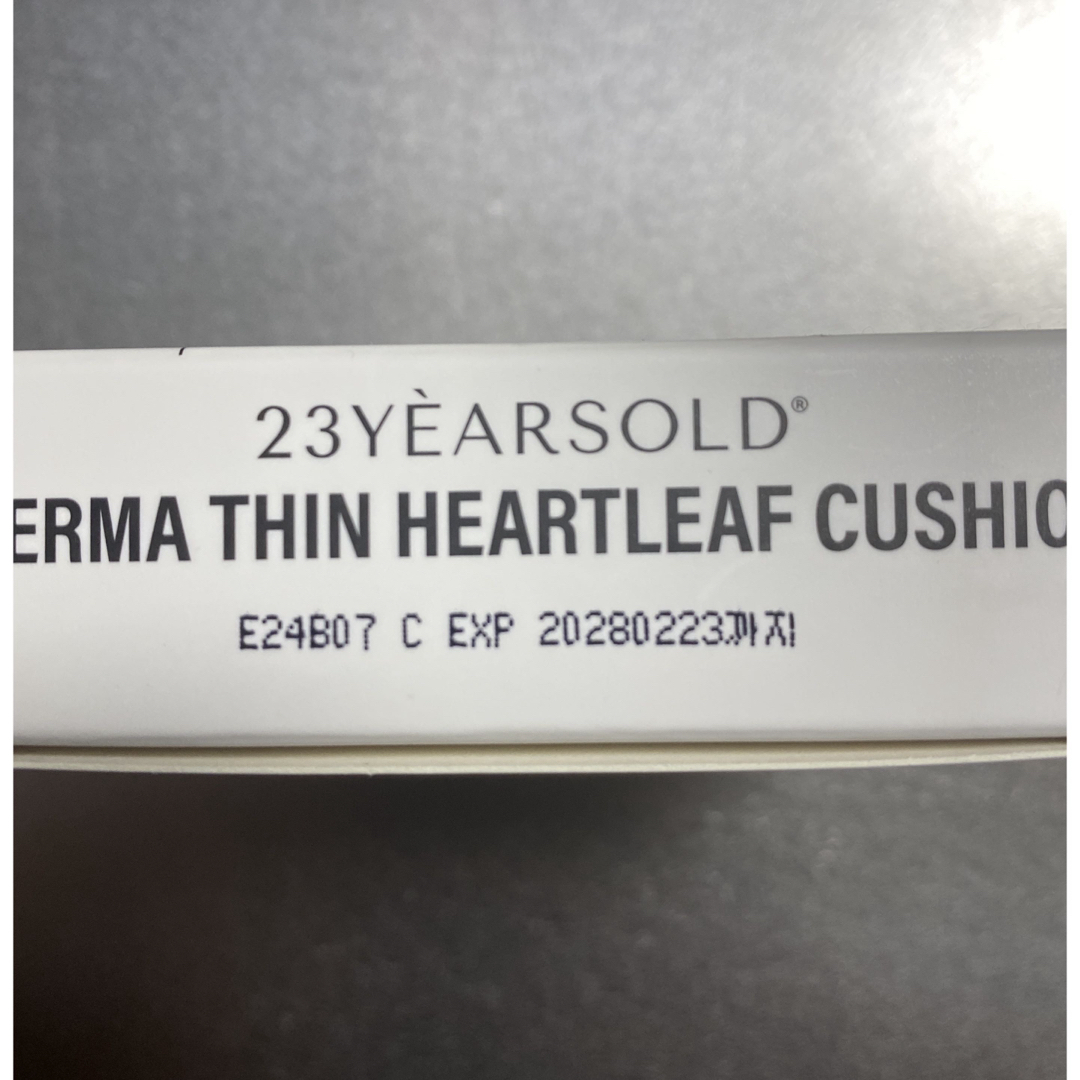 23YÈARSOLD®
ERMA THIN HEARTLEAF CUSHIO
E24B07 C EXP 20280223까지